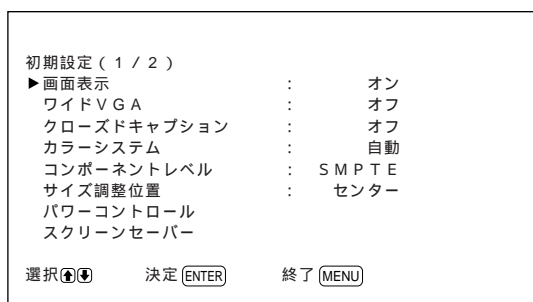 初期設定(1/2)
▶画面表示 : オン
ワイドVGA : オフ
クローズドキャプション : オフ
カラーシステム : 自動
コンポーネントレベル : SMPTE
サイズ調整位置 : センター
パワーコントロール
スクリーンセーバー
選択⬆⬇ 決定 ENTER 終了 MENU